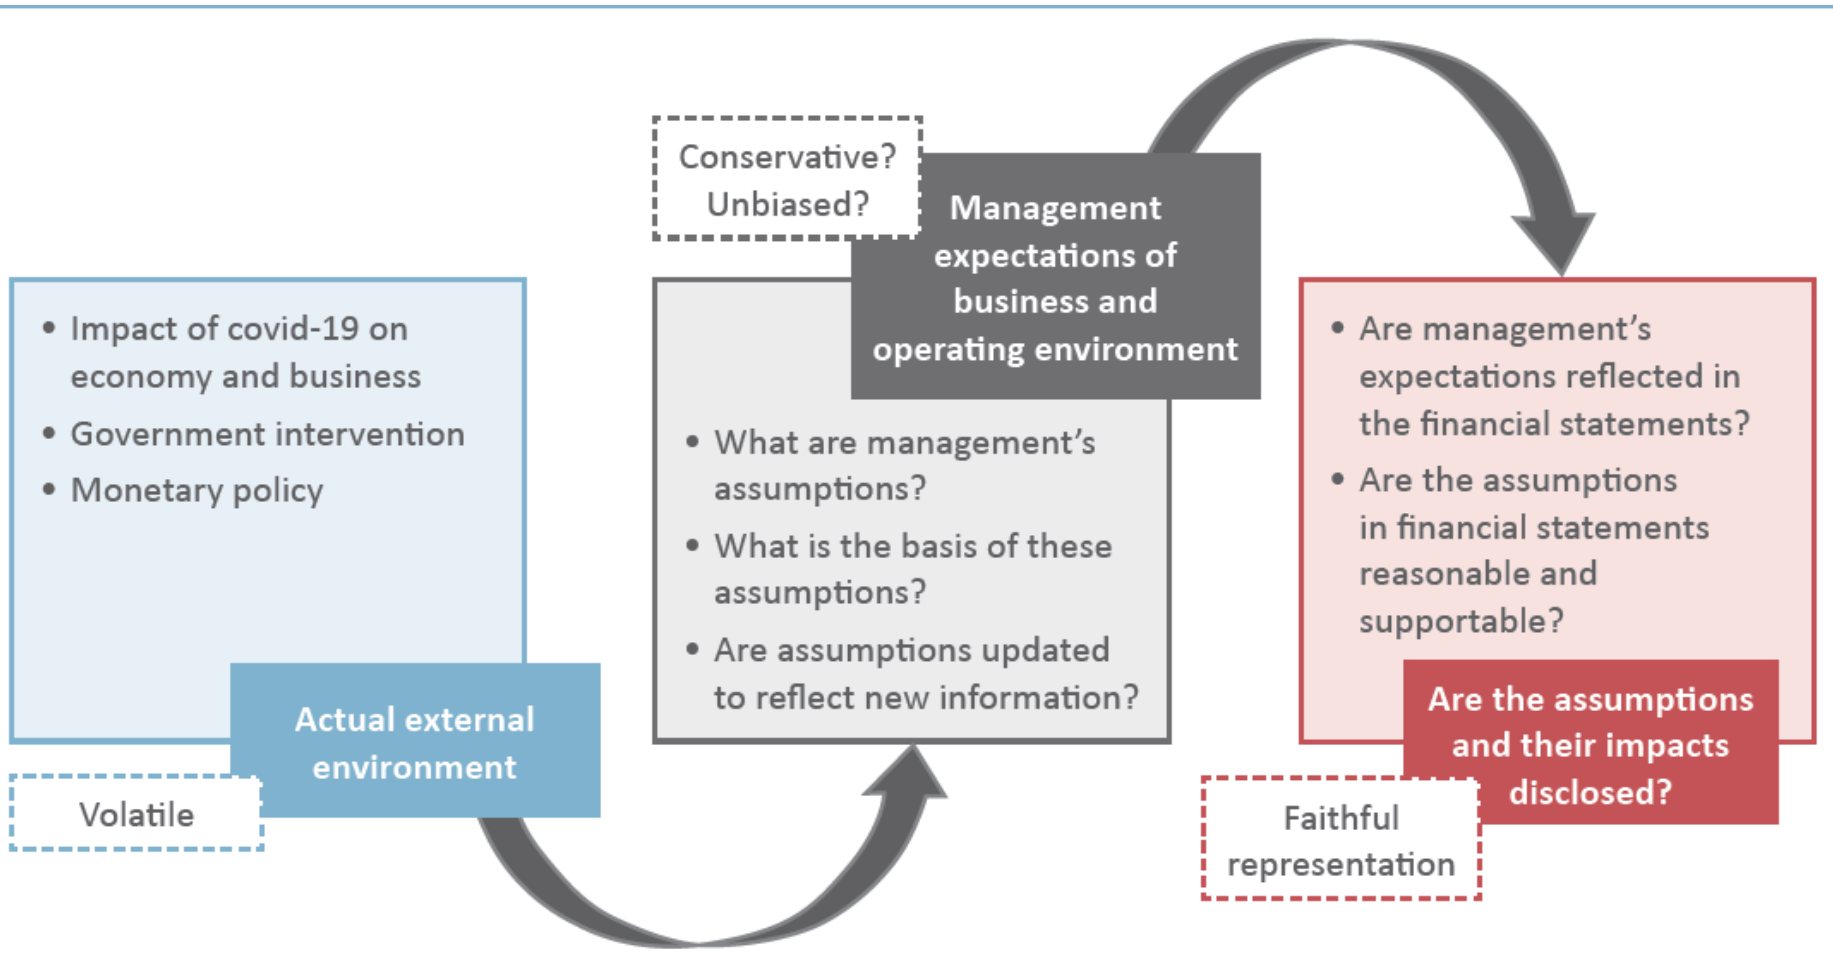 • Impact of covid-19 on
economy and business
• Government intervention
• Monetary policy
Actual external
environment
Volatile
Conservative?
Unbiased?
Management
expectations of
business and
operating environment
• What are management’s
assumptions?
• What is the basis of these
assumptions?
• Are assumptions updated
to reflect new information?
• Are management’s
expectations reflected in
the financial statements?
• Are the assumptions
in financial statements
reasonable and
supportable?
Are the assumptions
and their impacts
disclosed?
Faithful
representation